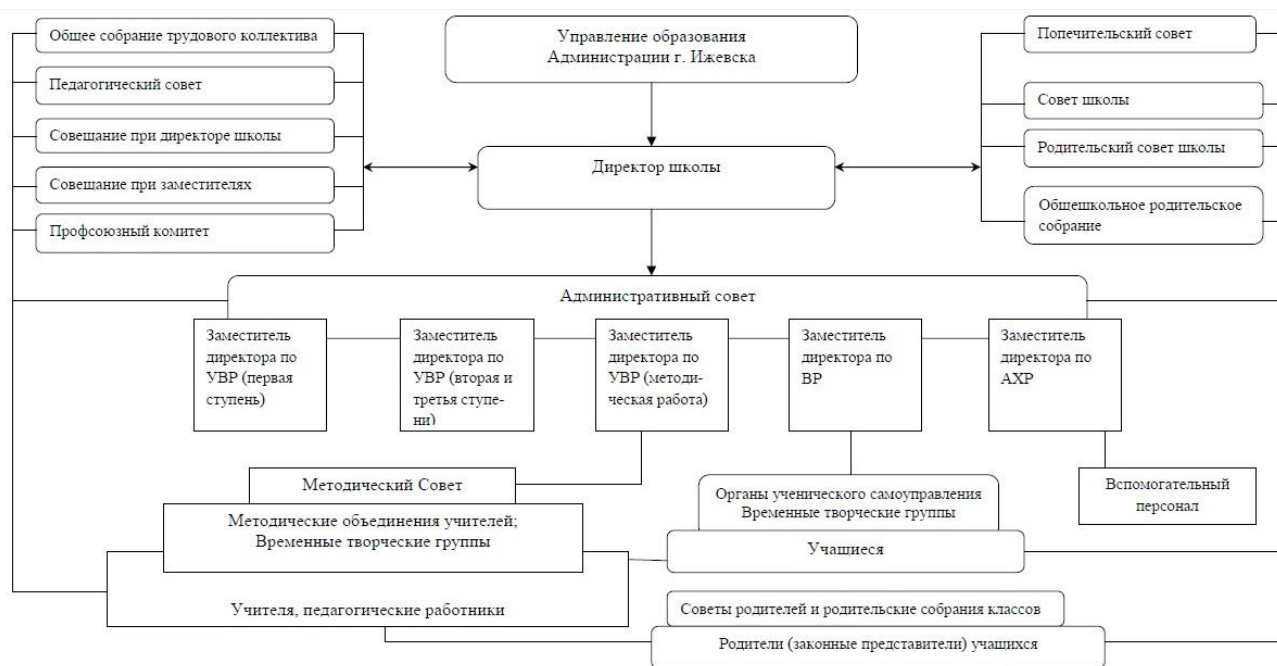 Общее собрание трудового коллектива
Педагогический совет
Совещание при директоре школы
Совещание при заместителях
Профсоюзный комитет
Управление образования
Администрации г. Ижевска
Директор школы
Попечительский совет
Совет школы
Родительский совет школы
Общешкольное родительское
собрание
Административный совет
Заместитель
директора по
УВР (первая
ступень)
Заместитель
директора по
УВР (вторая и
третья ступе-
ни)
Заместитель
директора по
УВР (методи-
ческая работа)
Заместитель
директора по
ВР
Заместитель
директора по
АХР
Методический Совет
Методические объединения учителей;
Временные творческие группы
Учителя, педагогические работники
Органы ученического самоуправления
Временные творческие группы
Учащиеся
Вспомогательный
персонал
Советы родителей и родительские собрания классов
Родители (законные представители) учащихся